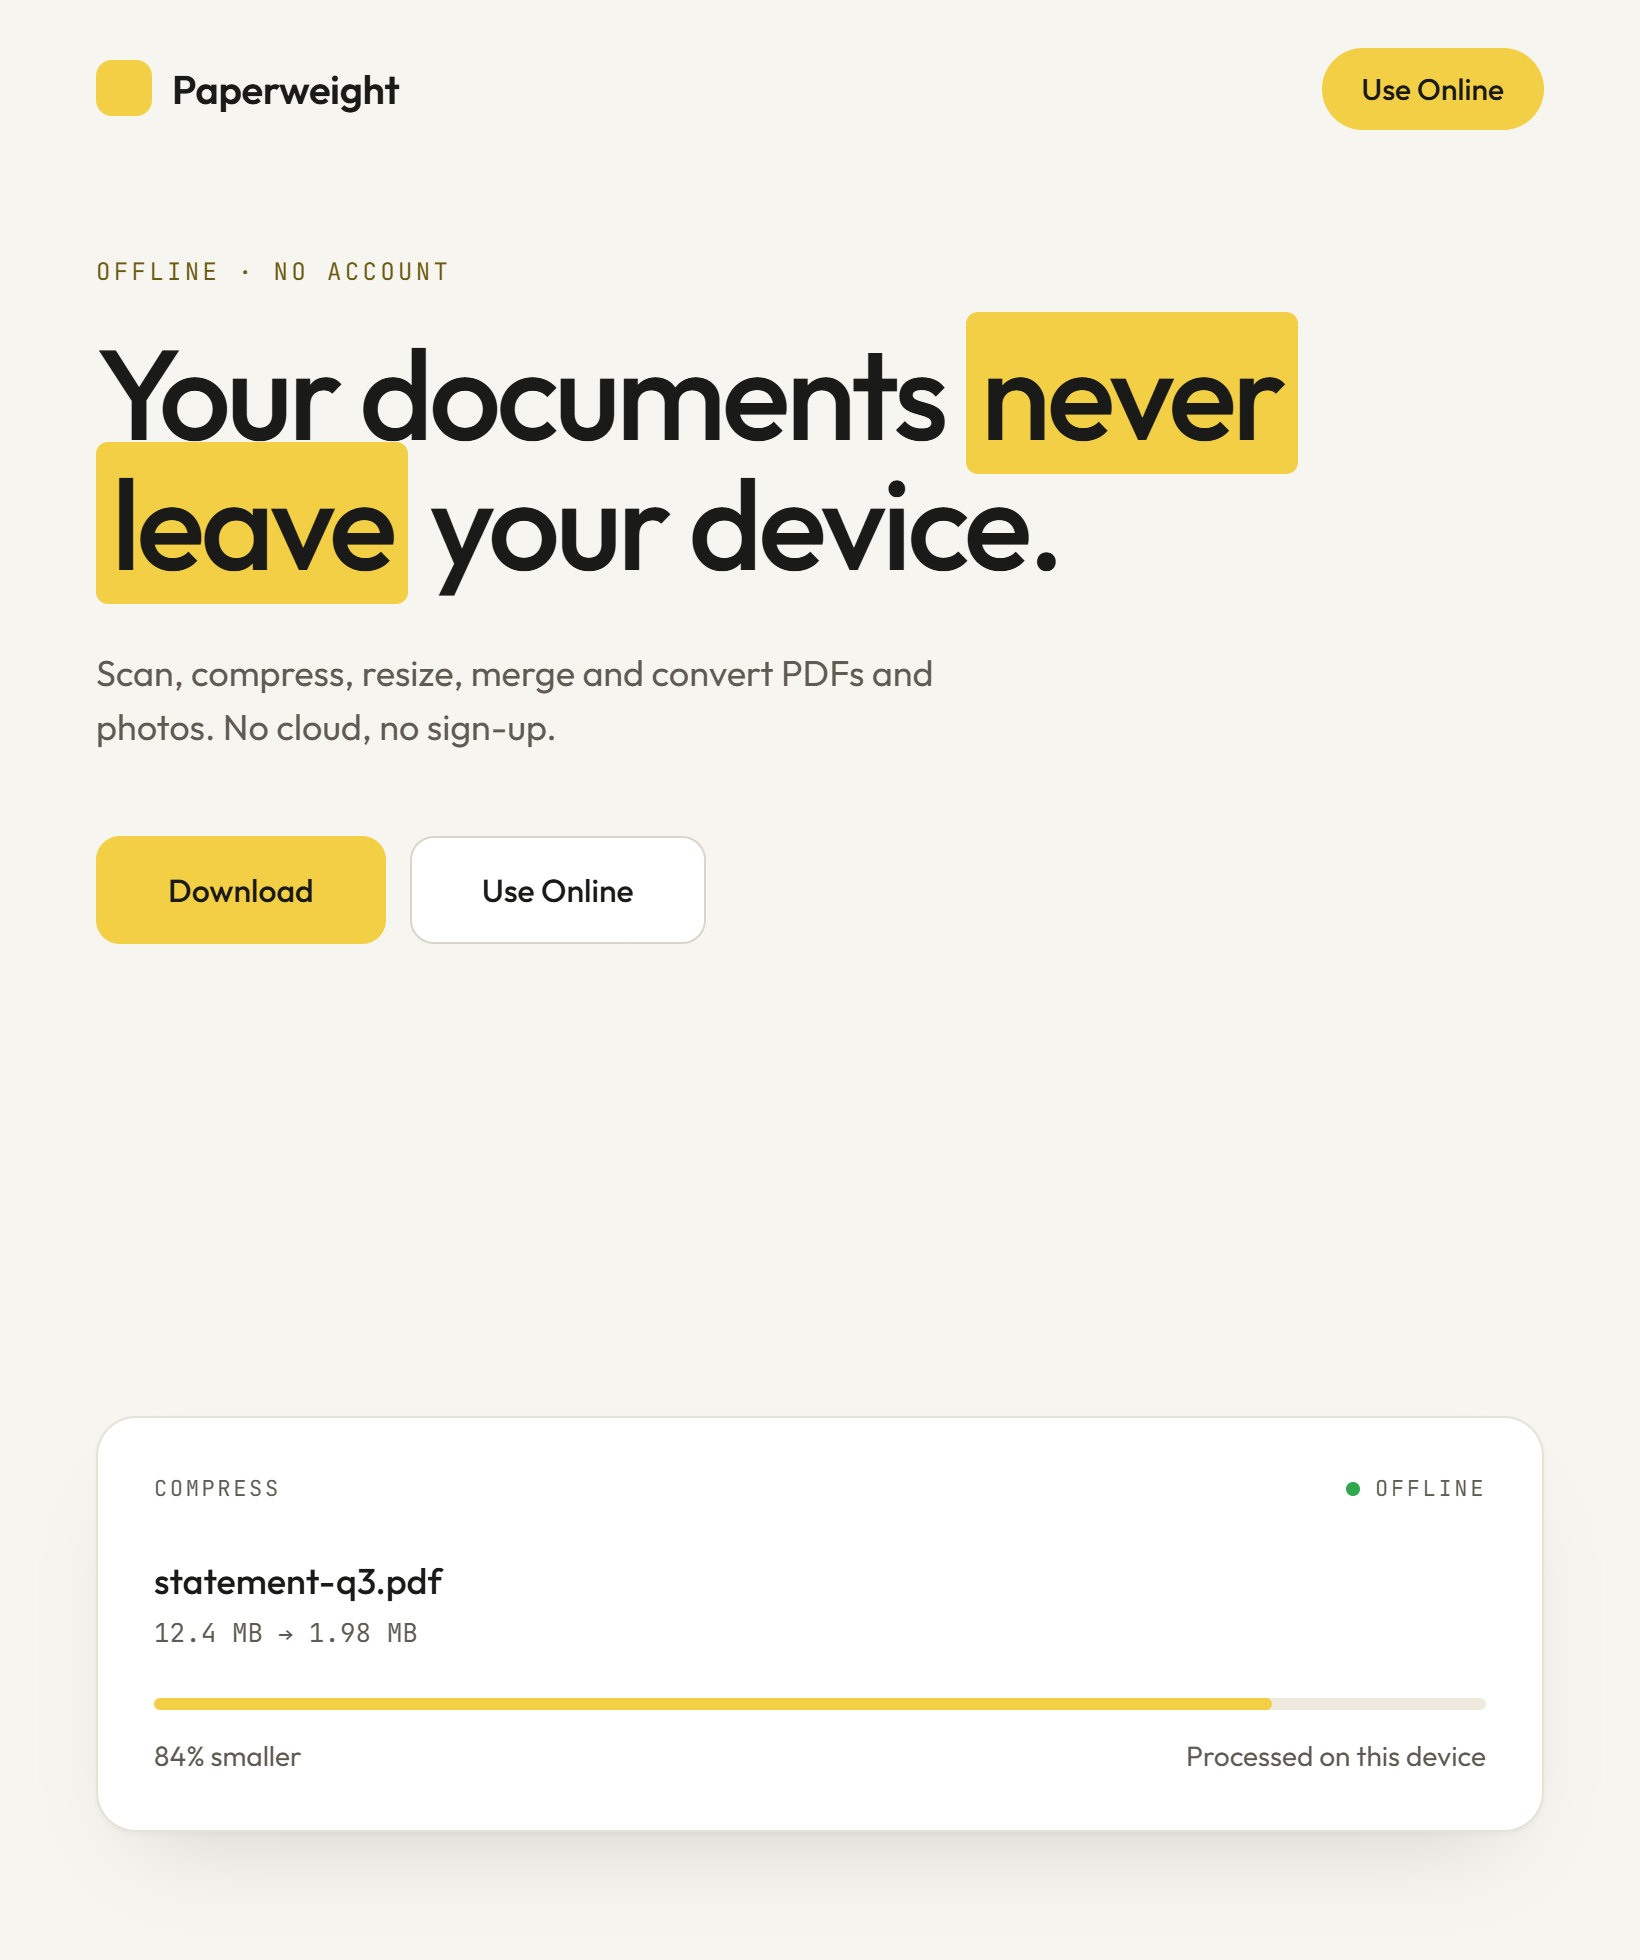 Paperweight
Use Online
OFFLINE · NO ACCOUNT
Your documents never
leave your device.
Scan, compress, resize, merge and convert PDFs and
photos. No cloud, no sign-up.
Download
Use Online
COMPRESS
OFFLINE
statement-q3.pdf
12.4 MB → 1.98 MB
84% smaller
Processed on this device